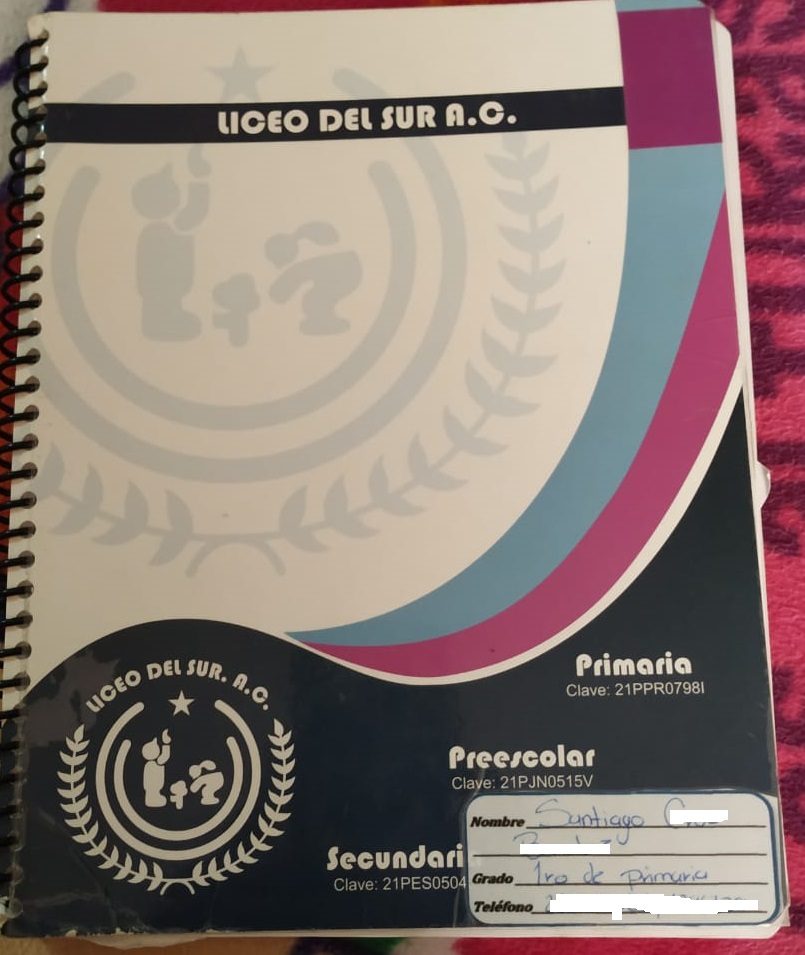 LICEO DEL SUR A.C.
Primaria
Clave: 21PPR0798I
LICEO DEL SUR. A.C.
Preescolar
Clave: 21PJN0515V
Secundari
Clave: 21PES0504
Nombre Santiago
Grado 1ro de primaria
Teléfono